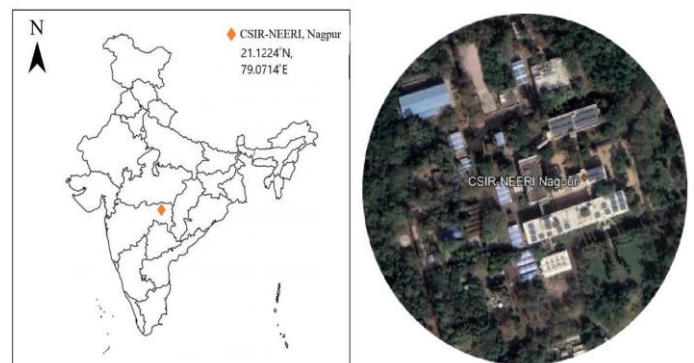 N
CSIR-NEERI, Nagpur
21.1224°N,
79.0714°E
CSIR-NEERI Nagpur